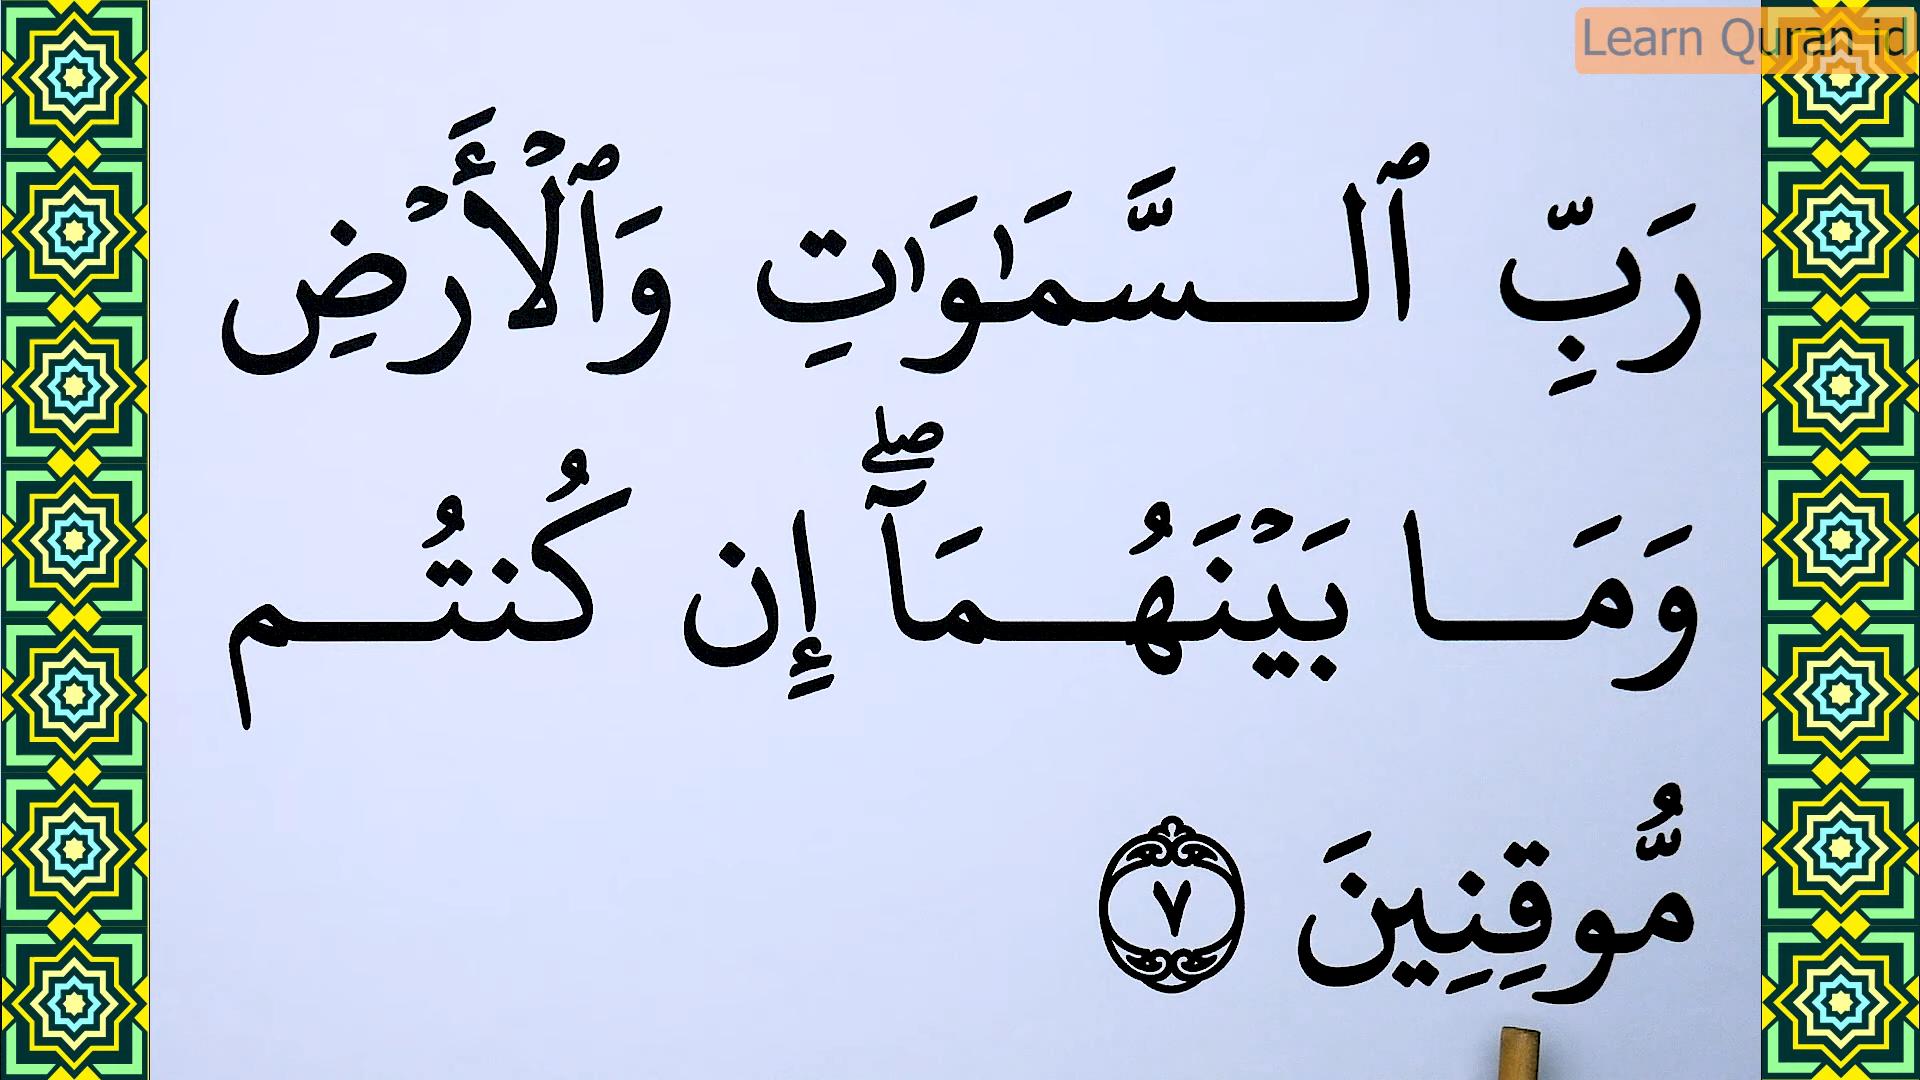 Learn Quran id
رَبِّ ٱلسَّمَٰوَٰتِ وَٱلۡأَرۡضِ
وَمَا بَيۡنَهُمَآۖ إِن كُنتُم
مُّوقِنِينَ ٧